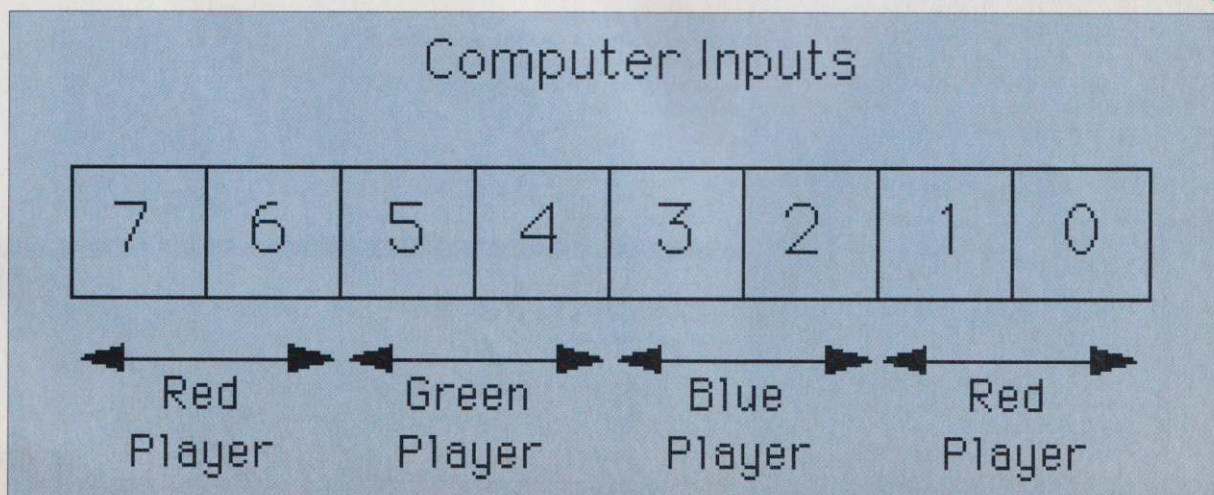 Computer Inputs
7 6 5 4 3 2 1 0
Red Green Blue Red
Player Player Player Player